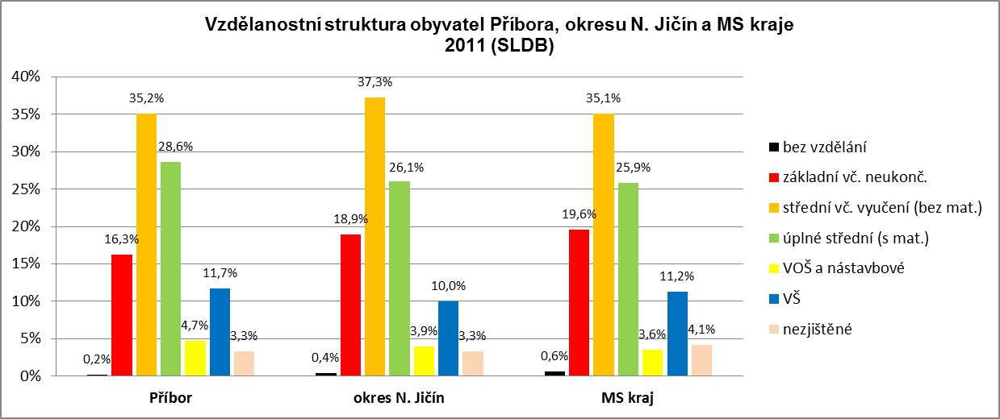 Vzdělanostní struktura obyvatel Příbora, okresu N. Jičín a MS kraje
2011 (SLDB)
40%
35%
30%
25%
20%
15%
10%
5%
0%
0,2%
16,3%
35,2%
28,6%
4,7%
11,7%
3,3%
0,4%
18,9%
37,3%
26,1%
3,9%
10,0%
3,3%
0,6%
19,6%
35,1%
25,9%
3,6%
11,2%
4,1%
Příbor
okres N. Jičín
MS kraj
bez vzdělání
základní vč. neukonč.
střední vč. vyučení (bez mat.)
úplné střední (s mat.)
VOŠ a nástavbové
VŠ
nezjištěné